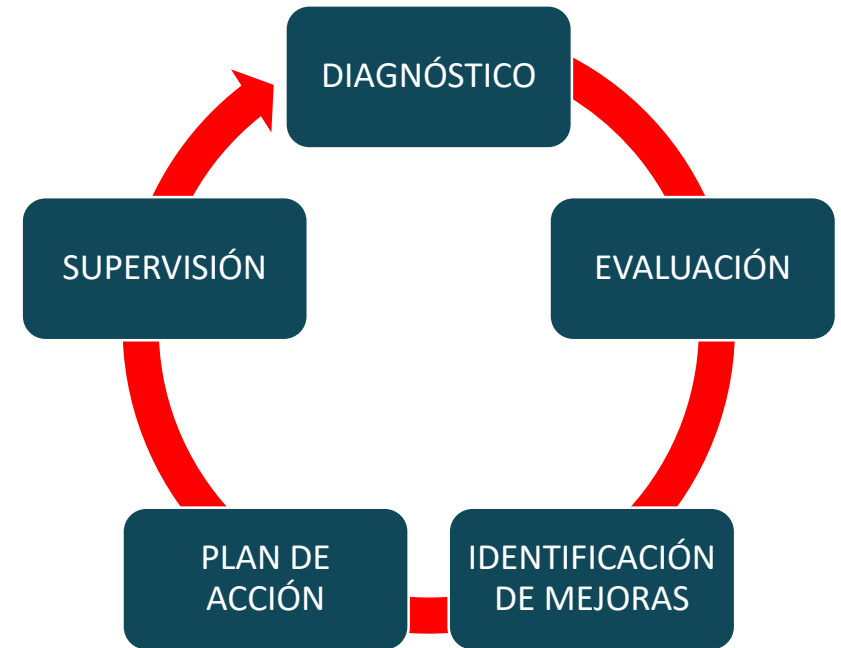 DIAGNÓSTICO
EVALUACIÓN
IDENTIFICACIÓN
DE MEJORAS
PLAN DE
ACCIÓN
SUPERVISIÓN